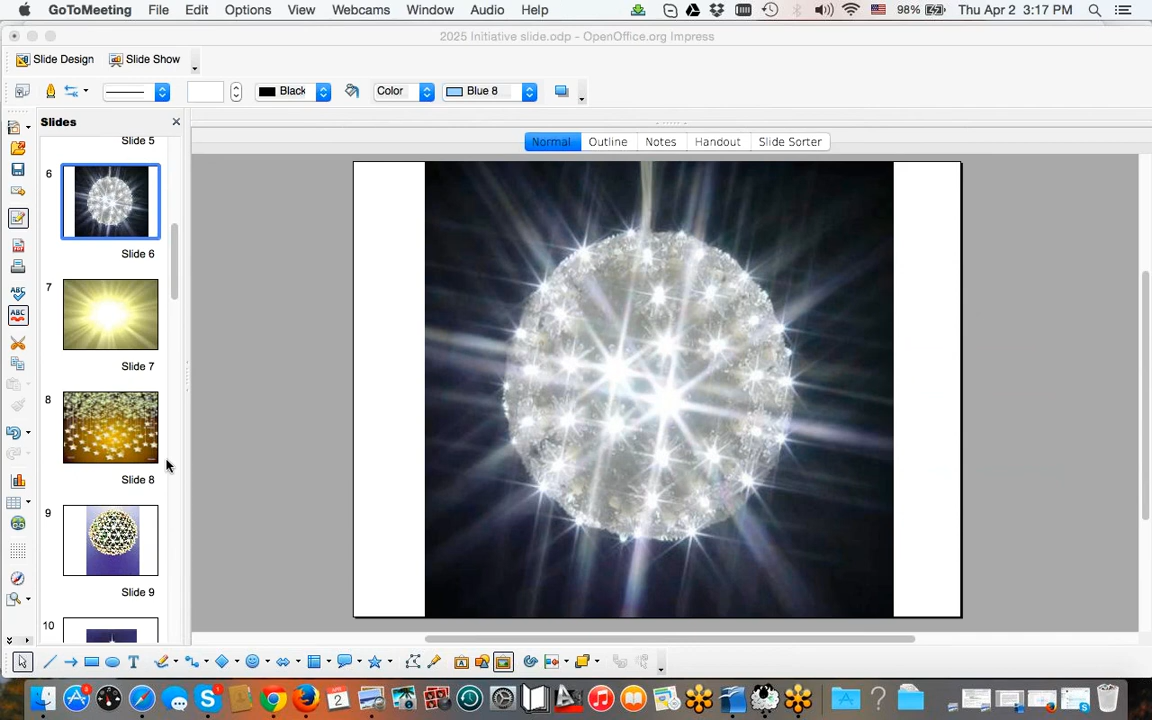 GoToMeeting File Edit Options View Webcams Window Audio Help 98% Thu Apr 2 3:17 PM
2025 Initiative slide.odp - OpenOffice.org Impress
Slide Design Slide Show
Black Color Blue 8
Slides
Normal Outline Notes Handout Slide Sorter
Slide 5
6
Slide 6
7
Slide 7
8
Slide 8
9
Slide 9
10